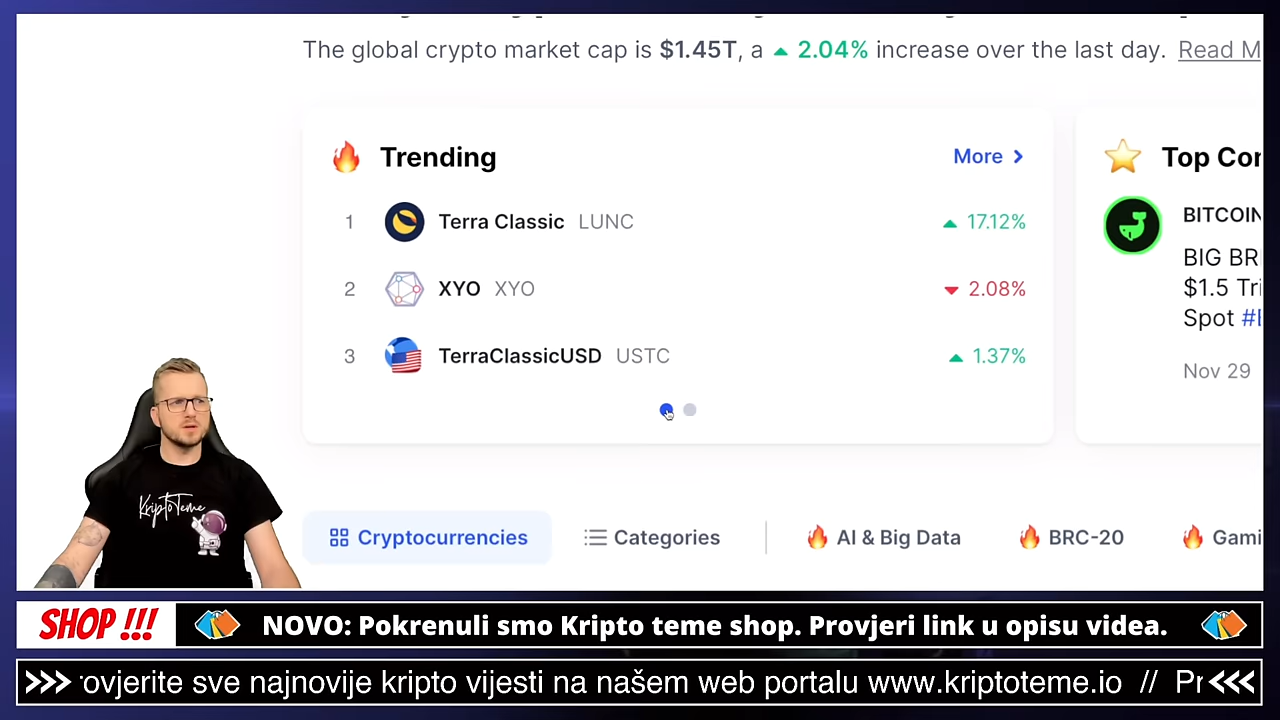 The global crypto market cap is $1.45T, a ▲ 2.04% increase over the last day. Read M
Trending
More >
1 Terra Classic LUNC ▲ 17.12%
2 XYO XYO ▼ 2.08%
3 TerraClassicUSD USTC ▲ 1.37%
Top Cor
BITCOIN
BIG BR
$1.5 Tri
Spot #
Nov 29
KriptoTeme
Cryptocurrencies Categories AI & Big Data BRC-20 Gami
SHOP !!! NOVO: Pokrenuli smo Kripto teme shop. Provjeri link u opisu videa.
>>> ovjerite sve najnovije kripto vijesti na našem web portalu www.kriptoteme.io // Pr <<<